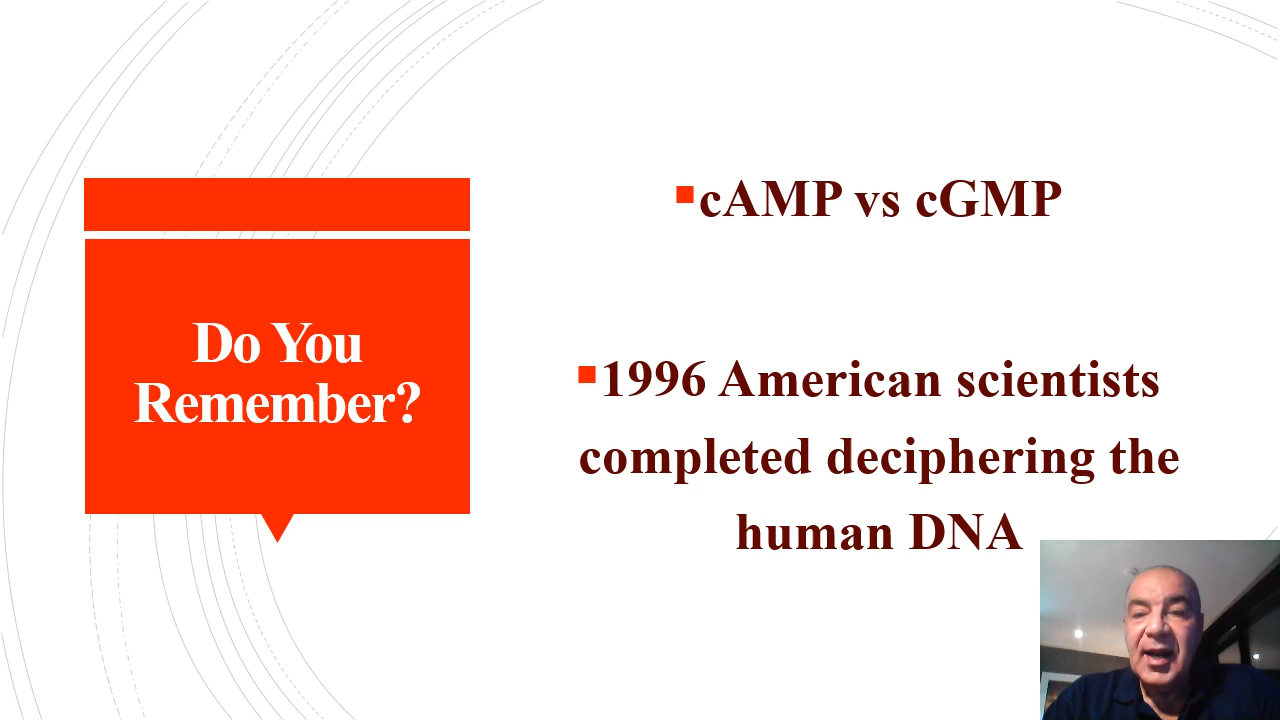 Do You
Remember?
cAMP vs cGMP
1996 American scientists
completed deciphering the
human DNA